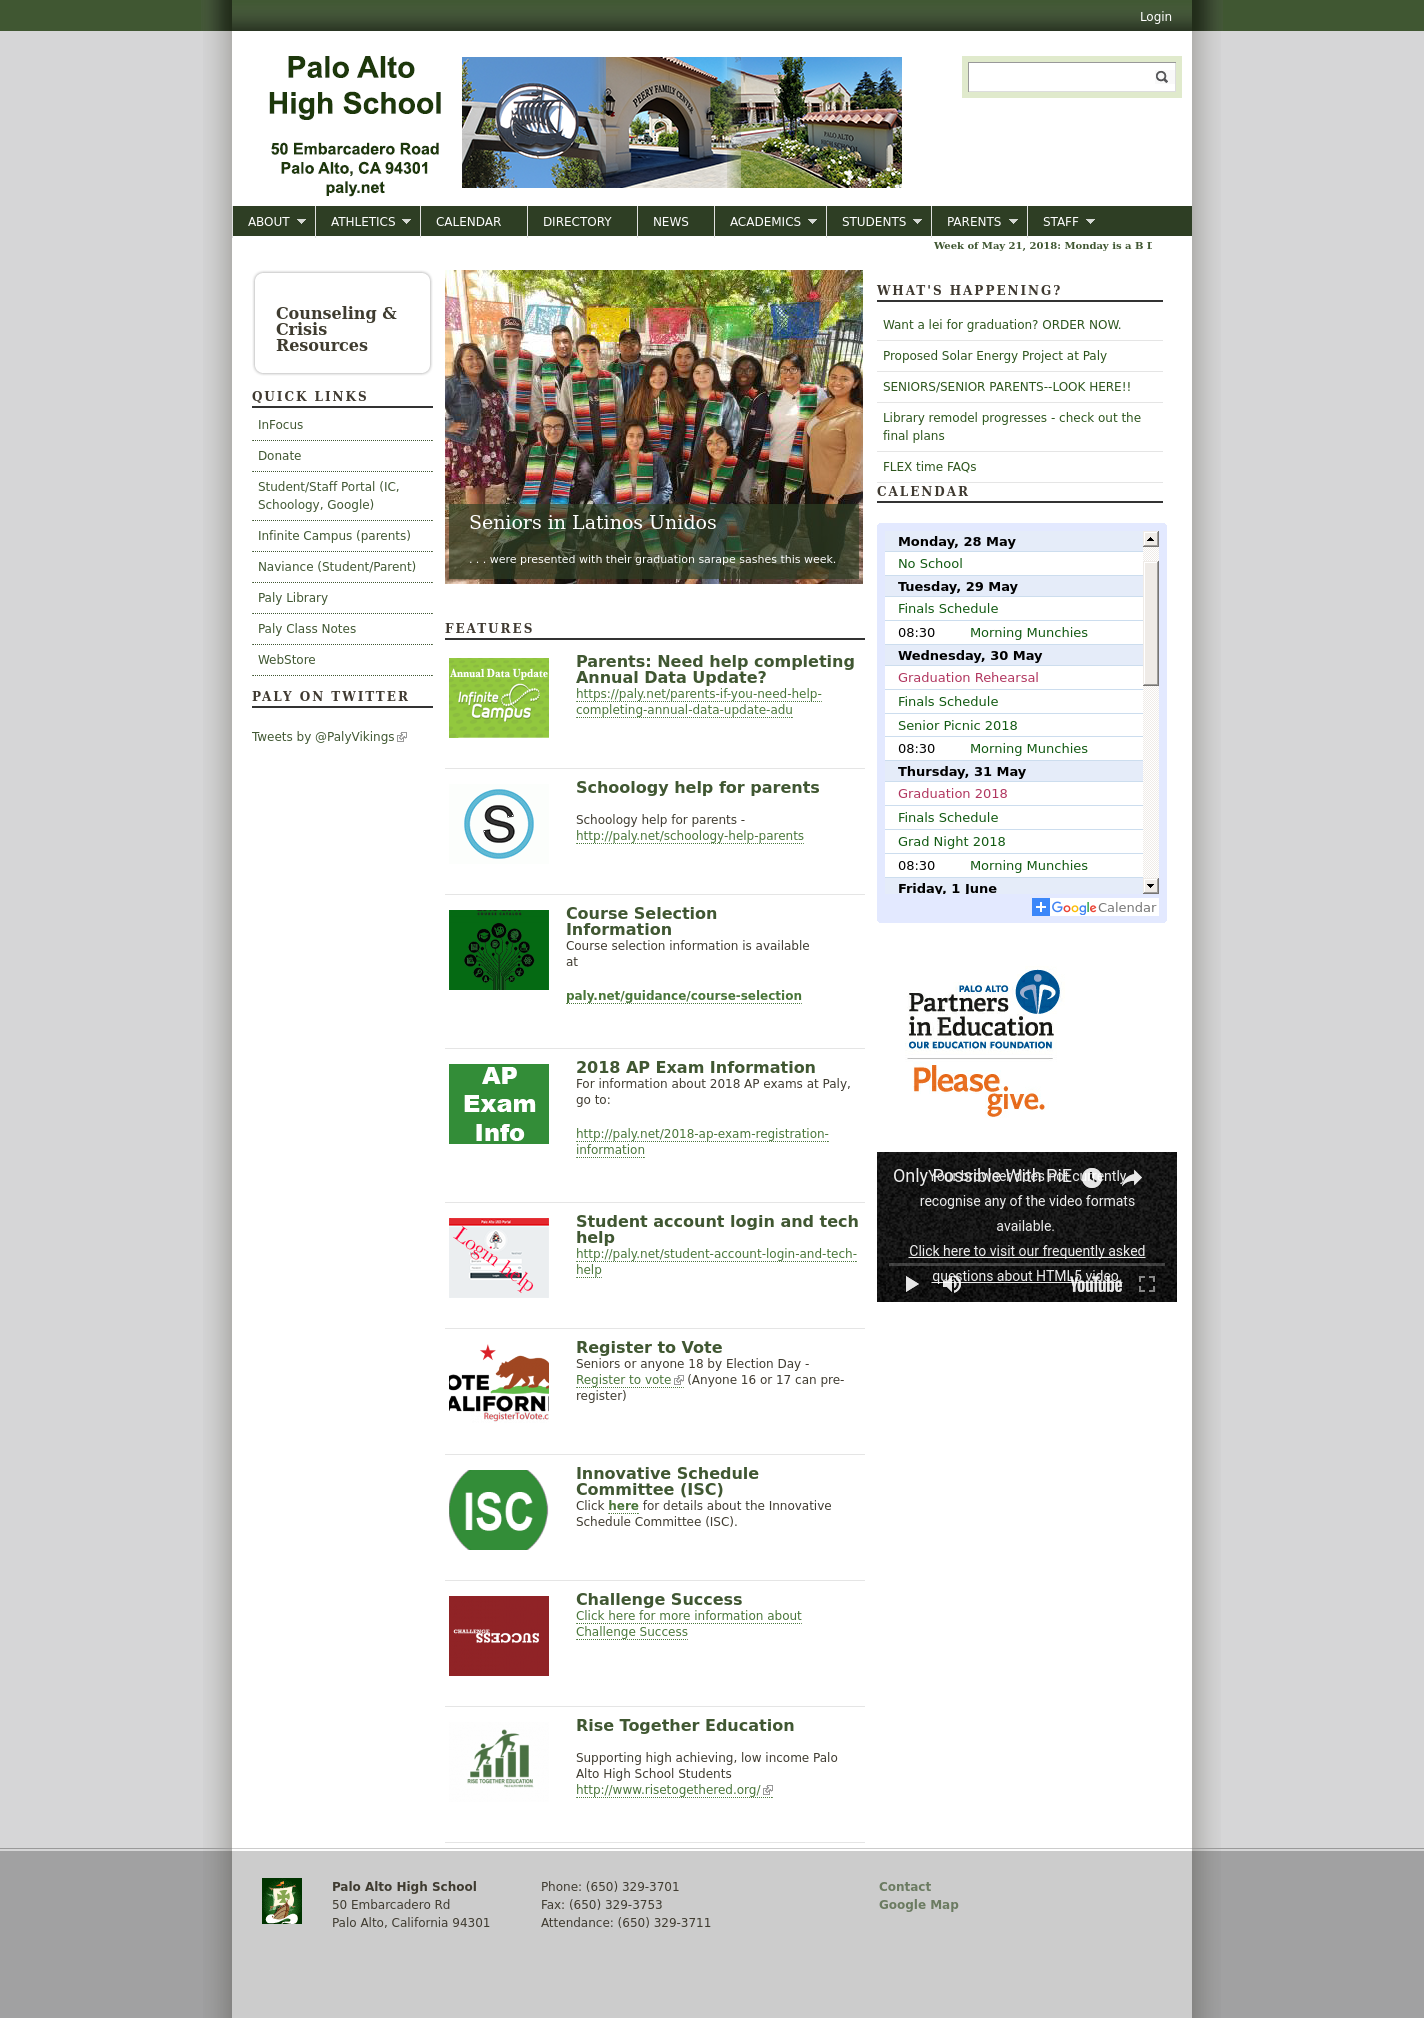 Login
Palo Alto
High School
50 Embarcadero Road
Palo Alto, CA 94301
paly.net
PEERY FAMILY CENTER
PALO ALTO
HIGH SCHOOL
ABOUT ATHLETICS CALENDAR DIRECTORY NEWS ACADEMICS STUDENTS PARENTS STAFF
Week of May 21, 2018: Monday is a B D
Counseling &
Crisis
Resources
QUICK LINKS
InFocus
Donate
Student/Staff Portal (IC,
Schoology, Google)
Infinite Campus (parents)
Naviance (Student/Parent)
Paly Library
Paly Class Notes
WebStore
PALY ON TWITTER
Tweets by @PalyVikings
Seniors in Latinos Unidos
. . . were presented with their graduation sarape sashes this week.
FEATURES
Annual Data Update
Infinite
Campus
Parents: Need help completing
Annual Data Update?
https://paly.net/parents-if-you-need-help-
completing-annual-data-update-adu
S
Schoology help for parents
Schoology help for parents -
http://paly.net/schoology-help-parents
Course Selection
Information
Course selection information is available
at
paly.net/guidance/course-selection
AP
Exam
Info
2018 AP Exam Information
For information about 2018 AP exams at Paly,
go to:
http://paly.net/2018-ap-exam-registration-
information
Login help
Student account login and tech
help
http://paly.net/student-account-login-and-tech-
help
OTE
ALIFORNI
RegisterToVote.c
Register to Vote
Seniors or anyone 18 by Election Day -
Register to vote (Anyone 16 or 17 can pre-
register)
ISC
Innovative Schedule
Committee (ISC)
Click here for details about the Innovative
Schedule Committee (ISC).
CHALLENGE
SUCCESS
Challenge Success
Click here for more information about
Challenge Success
RISE TOGETHER EDUCATION
Rise Together Education
Supporting high achieving, low income Palo
Alto High School Students
http://www.risetogethered.org/
WHAT'S HAPPENING?
Want a lei for graduation? ORDER NOW.
Proposed Solar Energy Project at Paly
SENIORS/SENIOR PARENTS--LOOK HERE!!
Library remodel progresses - check out the
final plans
FLEX time FAQs
CALENDAR
Monday, 28 May
No School
Tuesday, 29 May
Finals Schedule
08:30 Morning Munchies
Wednesday, 30 May
Graduation Rehearsal
Finals Schedule
Senior Picnic 2018
08:30 Morning Munchies
Thursday, 31 May
Graduation 2018
Finals Schedule
Grad Night 2018
08:30 Morning Munchies
Friday, 1 June
Google Calendar
PALO ALTO
Partners
in Education
OUR EDUCATION FOUNDATION
Please
give.
Only Possible With PiE
Your browser does not currently
recognise any of the video formats
available.
Click here to visit our frequently asked
questions about HTML5 video.
YouTube
Palo Alto High School
50 Embarcadero Rd
Palo Alto, California 94301
Phone: (650) 329-3701
Fax: (650) 329-3753
Attendance: (650) 329-3711
Contact
Google Map